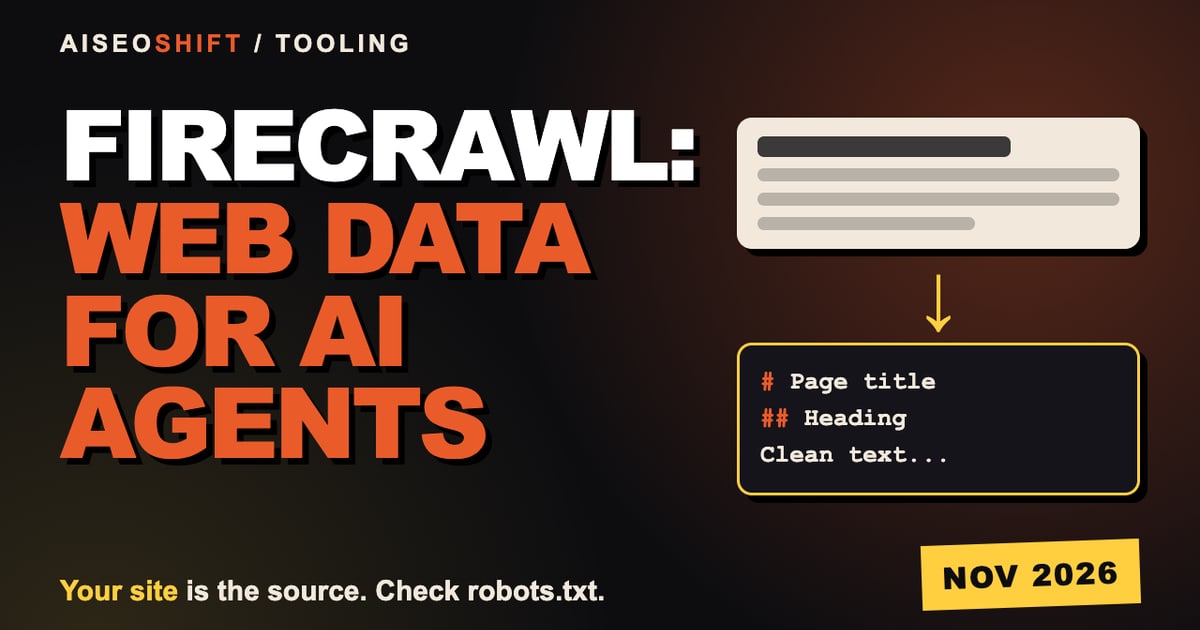 AISEOSHIFT / TOOLING
FIRECRAWL:
WEB DATA
FOR AI
AGENTS
# Page title
## Heading
Clean text...
Your site is the source. Check robots.txt.
NOV 2026